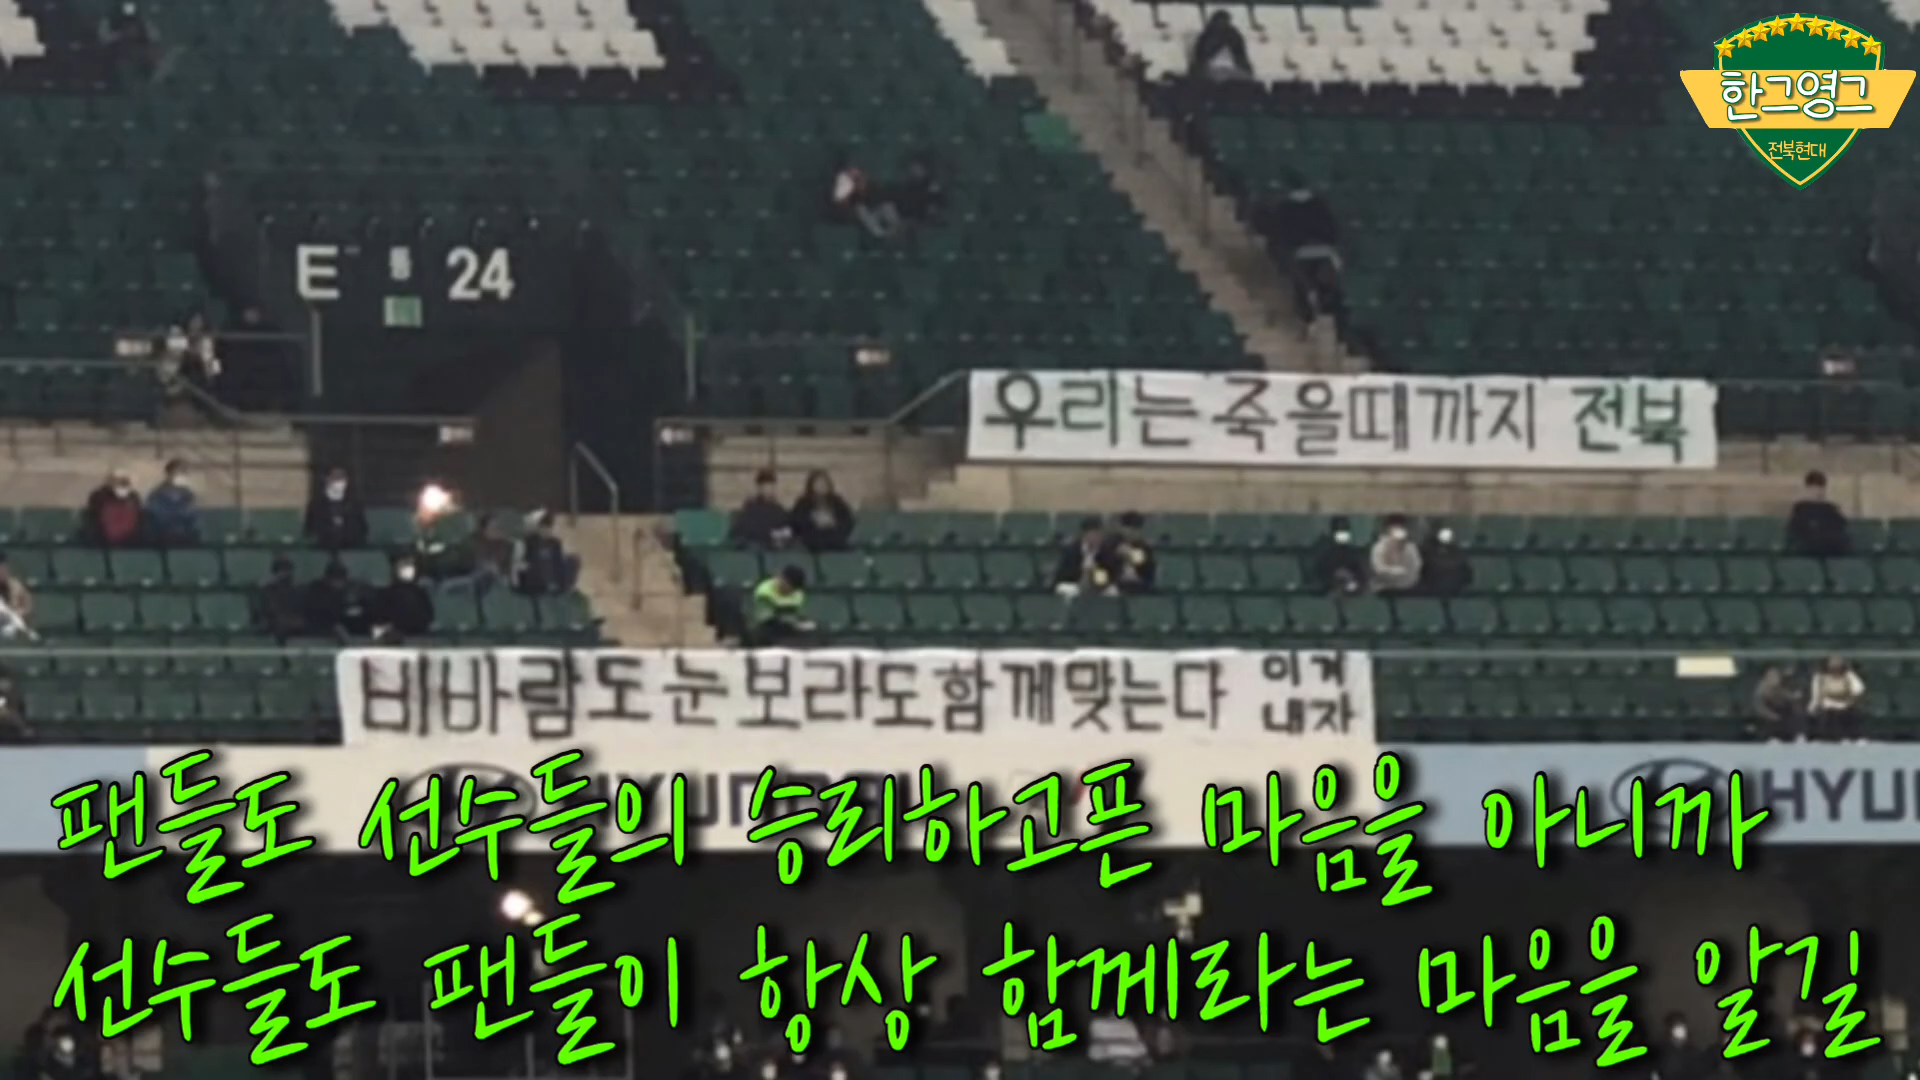 한그영그
전북현대
E 동 24
우리는 죽을때까지 전북
비바람도 눈보라도 함께 맞는다 이겨
내자
HYUNDAI
HYU
팬들도 선수들의 승리하고픈 마음을 아니까
선수들도 팬들이 항상 함께라는 마음을 알길